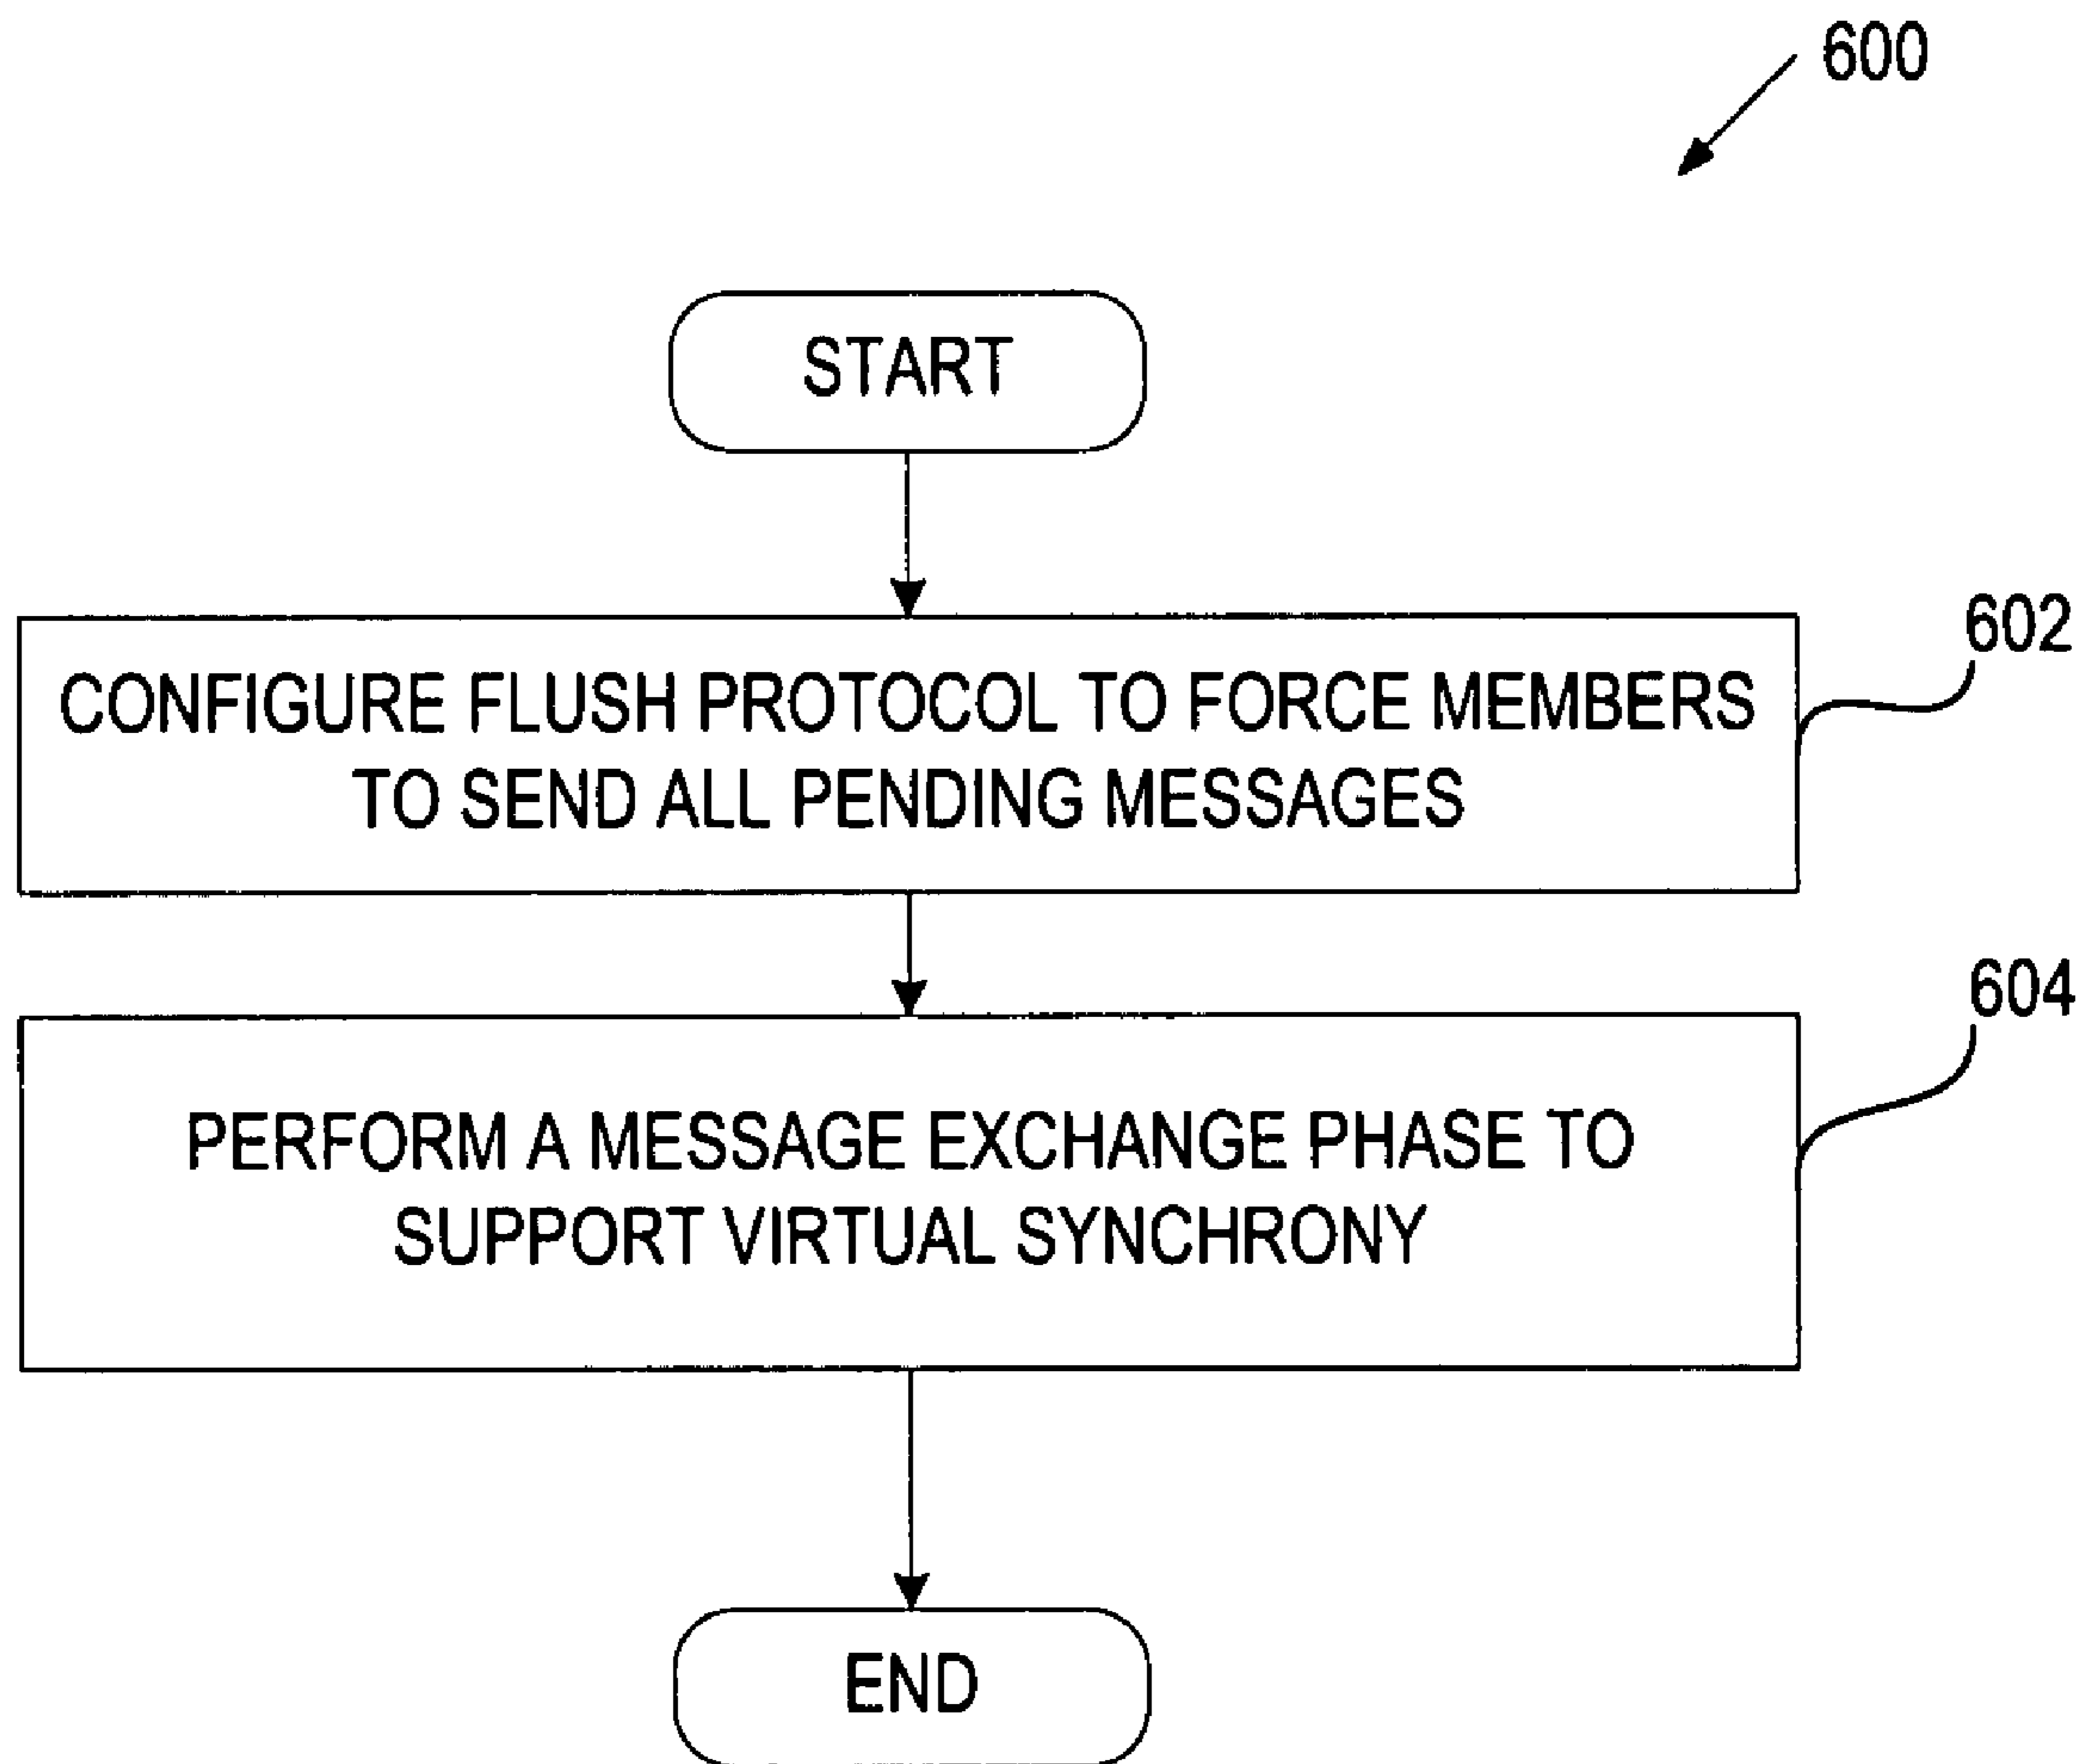 600
START
602
CONFIGURE FLUSH PROTOCOL TO FORCE MEMBERS
TO SEND ALL PENDING MESSAGES
604
PERFORM A MESSAGE EXCHANGE PHASE TO
SUPPORT VIRTUAL SYNCHRONY
END